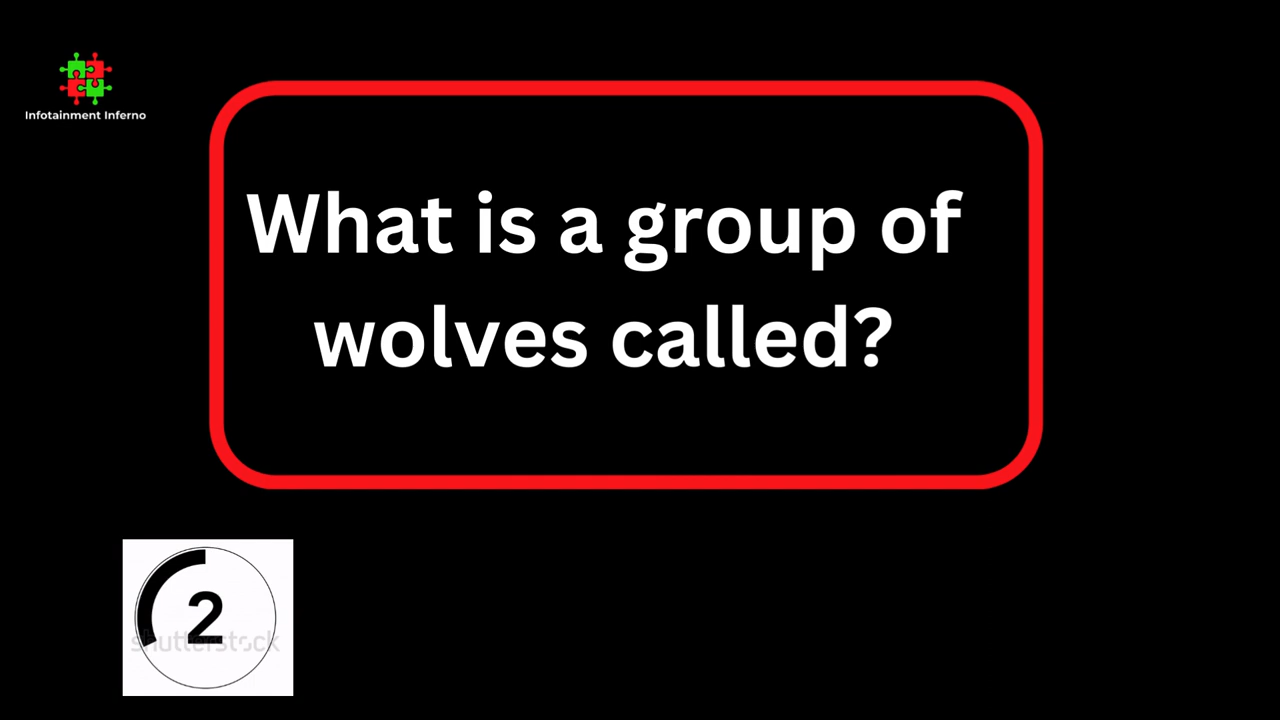 Infotainment Inferno
What is a group of
wolves called?
2
shutterstock